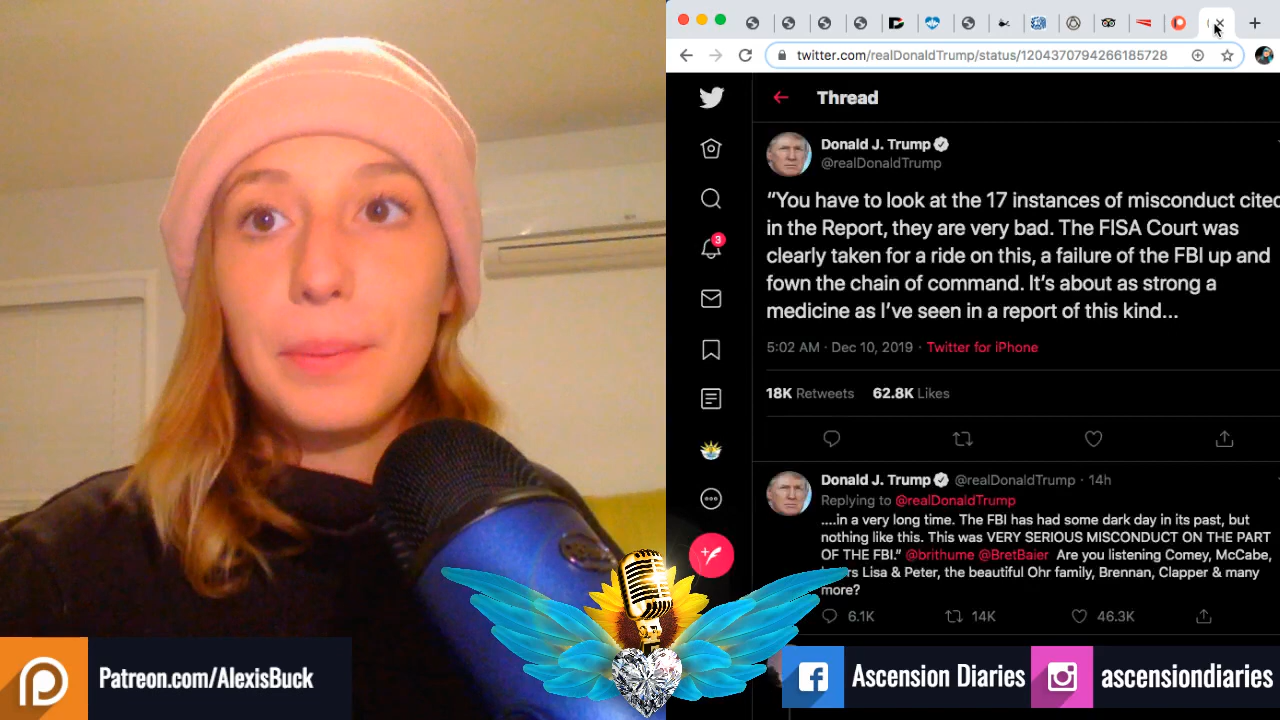 twitter.com/realDonaldTrump/status/1204370794266185728
Thread
Donald J. Trump
@realDonaldTrump
“You have to look at the 17 instances of misconduct cited
in the Report, they are very bad. The FISA Court was
clearly taken for a ride on this, a failure of the FBI up and
fown the chain of command. It’s about as strong a
medicine as I’ve seen in a report of this kind...
5:02 AM · Dec 10, 2019 · Twitter for iPhone
18K Retweets 62.8K Likes
3
Donald J. Trump @realDonaldTrump · 14h
Replying to @realDonaldTrump
....in a very long time. The FBI has had some dark day in its past, but
nothing like this. This was VERY SERIOUS MISCONDUCT ON THE PART
OF THE FBI.” @brithume @BretBaier Are you listening Comey, McCabe,
Lisa & Peter, the beautiful Ohr family, Brennan, Clapper & many
more?
6.1K 14K 46.3K
Patreon.com/AlexisBuck
Ascension Diaries
ascensiondiaries